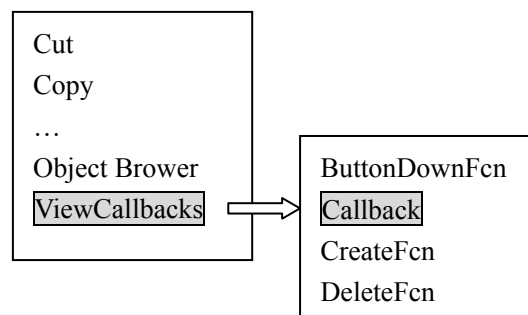 Cut
Copy
…
Object Brower
ViewCallbacks
ButtonDownFcn
Callback
CreateFcn
DeleteFcn